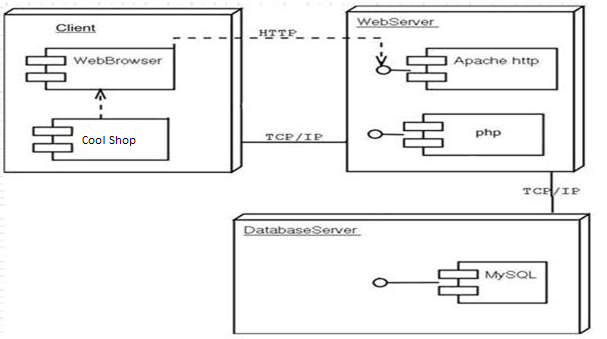 Client
WebBrowser
Cool Shop
HTTP
TCP/IP
WebServer
Apache http
php
TCP/IP
DatabaseServer
MySQL